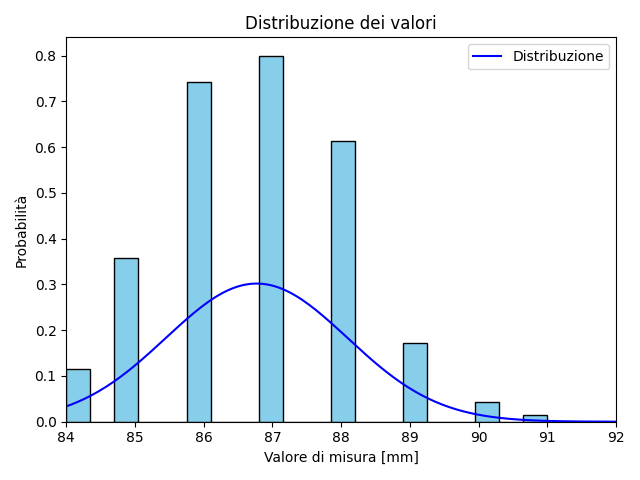 Distribuzione dei valori
Distribuzione
Probabilità
0.8
0.7
0.6
0.5
0.4
0.3
0.2
0.1
0.0
84 85 86 87 88 89 90 91 92
Valore di misura [mm]